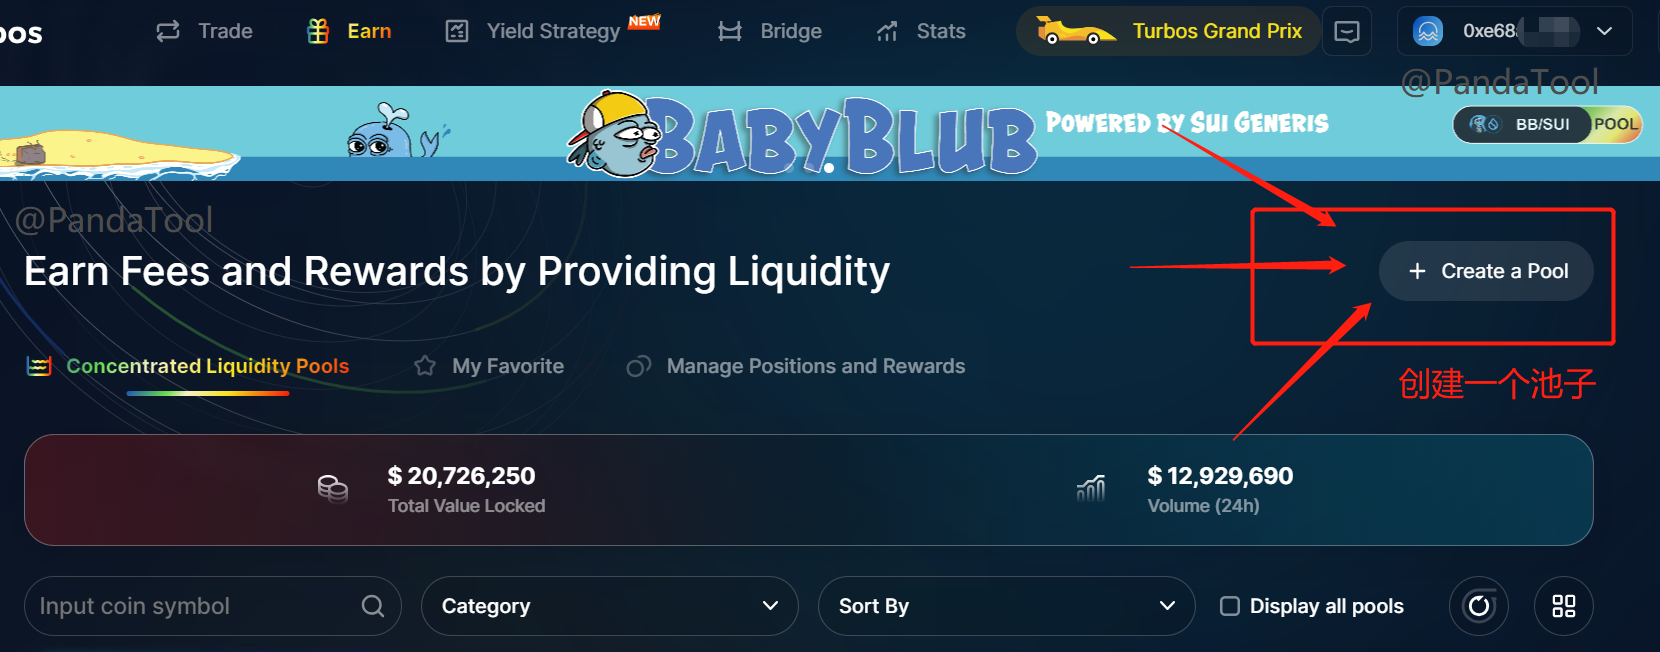 bos
Trade
Earn
Yield Strategy
NEW
Bridge
Stats
Turbos Grand Prix
0xe68
@PandaTool
BABYBLUB
POWERED BY SUI GENERIS
BB/SUI
POOL
@PandaTool
Earn Fees and Rewards by Providing Liquidity
+ Create a Pool
Concentrated Liquidity Pools
My Favorite
Manage Positions and Rewards
创建一个池子
$ 20,726,250
Total Value Locked
$ 12,929,690
Volume (24h)
Input coin symbol
Category
Sort By
Display all pools